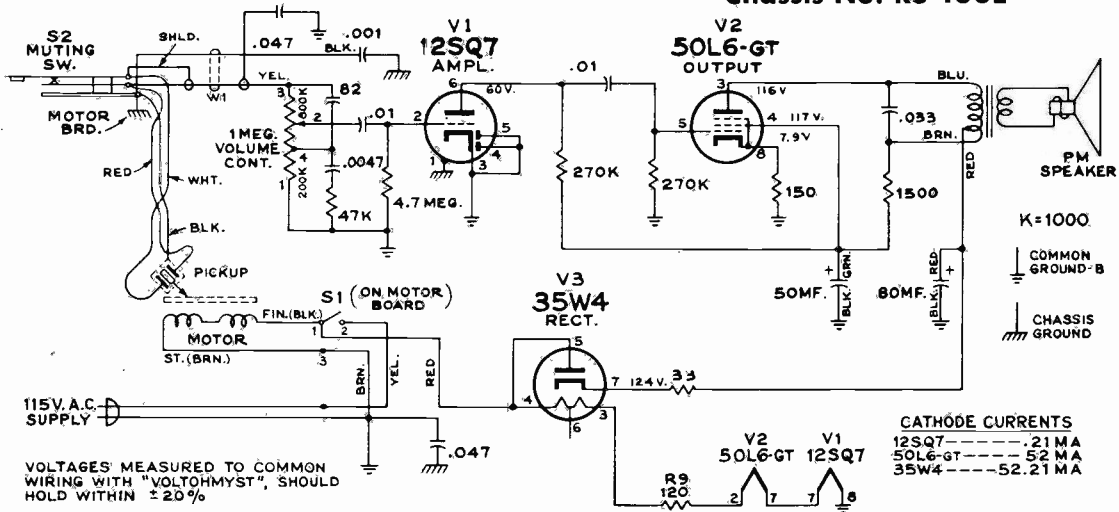 Chassis No. RS-
S2
MUTING
SW.
SHLD.
.047
BLK.
.001
W1
YEL.
MOTOR
BRD.
RED
WHT.
BLK.
PICKUP
3
800K
2
1 MEG.
VOLUME
CONT.
4
200K
1
82
.01
.0047
47K
4.7 MEG.
V1
12SQ7
AMPL.
6
60V.
2
5
4
3
1
.01
270K
270K
V2
50L6-GT
OUTPUT
3
116V
4
117V.
7.9V
8
5
150
BLU.
.033
BRN.
RED
1500
PM
SPEAKER
K=1000
COMMON
GROUND-B
CHASSIS
GROUND
+
GRN.
50MF.
BLK.
RED
+
80MF.
BLK.
MOTOR
FIN.(BLK.)
ST.(BRN.)
S1
(ON MOTOR
BOARD)
1
2
3
BRN.
YEL.
RED
115V. A.C.
SUPPLY
.047
V3
35W4
RECT.
5
7
124V.
33
4
3
6
R9
120
V2
50L6-GT
V1
12SQ7
2
7
7
8
CATHODE CURRENTS
12SQ7-----.21 MA
50L6-GT----52 MA
35W4----52.21 MA
VOLTAGES MEASURED TO COMMON
WIRING WITH "VOLTOHMYST", SHOULD
HOLD WITHIN ±20%